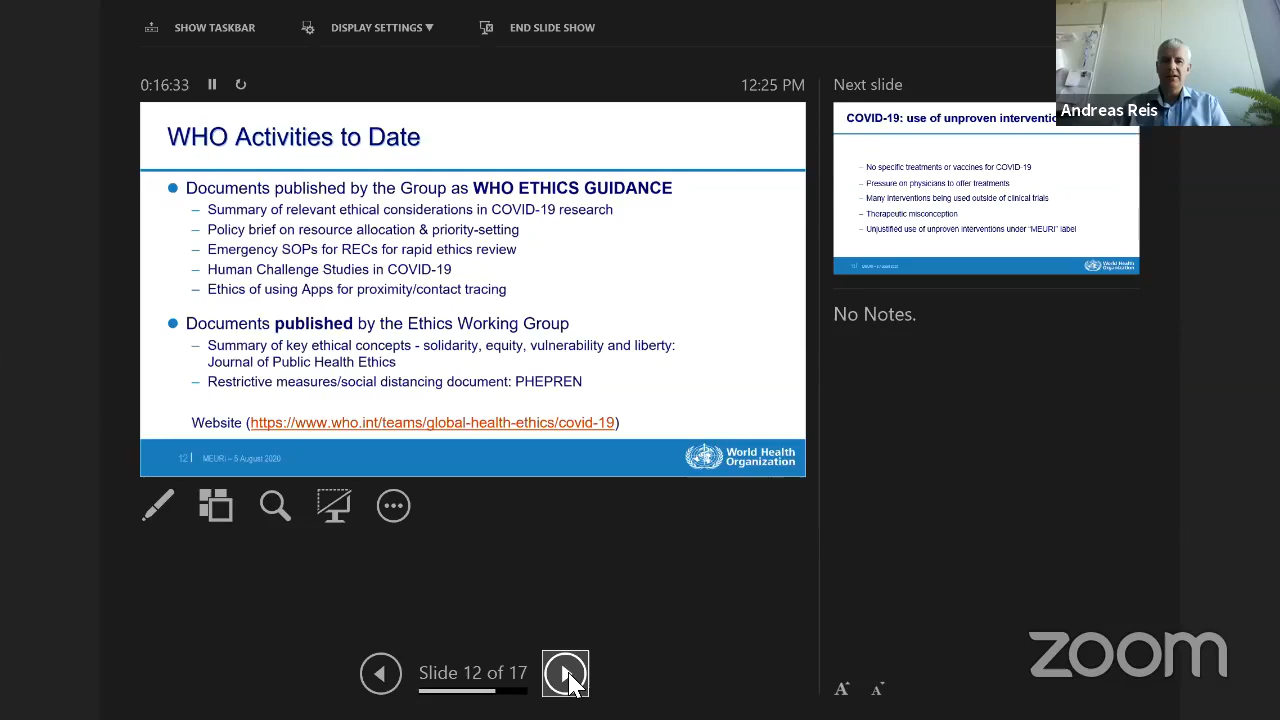 SHOW TASKBAR
DISPLAY SETTINGS ▼
END SLIDE SHOW
0:16:33
12:25 PM
WHO Activities to Date
Documents published by the Group as WHO ETHICS GUIDANCE
– Summary of relevant ethical considerations in COVID-19 research
– Policy brief on resource allocation & priority-setting
– Emergency SOPs for RECs for rapid ethics review
– Human Challenge Studies in COVID-19
– Ethics of using Apps for proximity/contact tracing
Documents published by the Ethics Working Group
– Summary of key ethical concepts - solidarity, equity, vulnerability and liberty:
Journal of Public Health Ethics
– Restrictive measures/social distancing document: PHEPREN
Website (https://www.who.int/teams/global-health-ethics/covid-19)
12 | MEURI – 5 August 2020
World Health
Organization
Next slide
COVID-19: use of unproven
– No specific treatments or vaccines for COVID-19
– Pressure on physicians to offer treatments
– Many interventions being used outside of clinical trials
– Therapeutic misconception
– Unjustified use of unproven interventions under "MEURI" label
World Health
Organization
No Notes.
Andreas Reis
Slide 12 of 17
A A
zoom